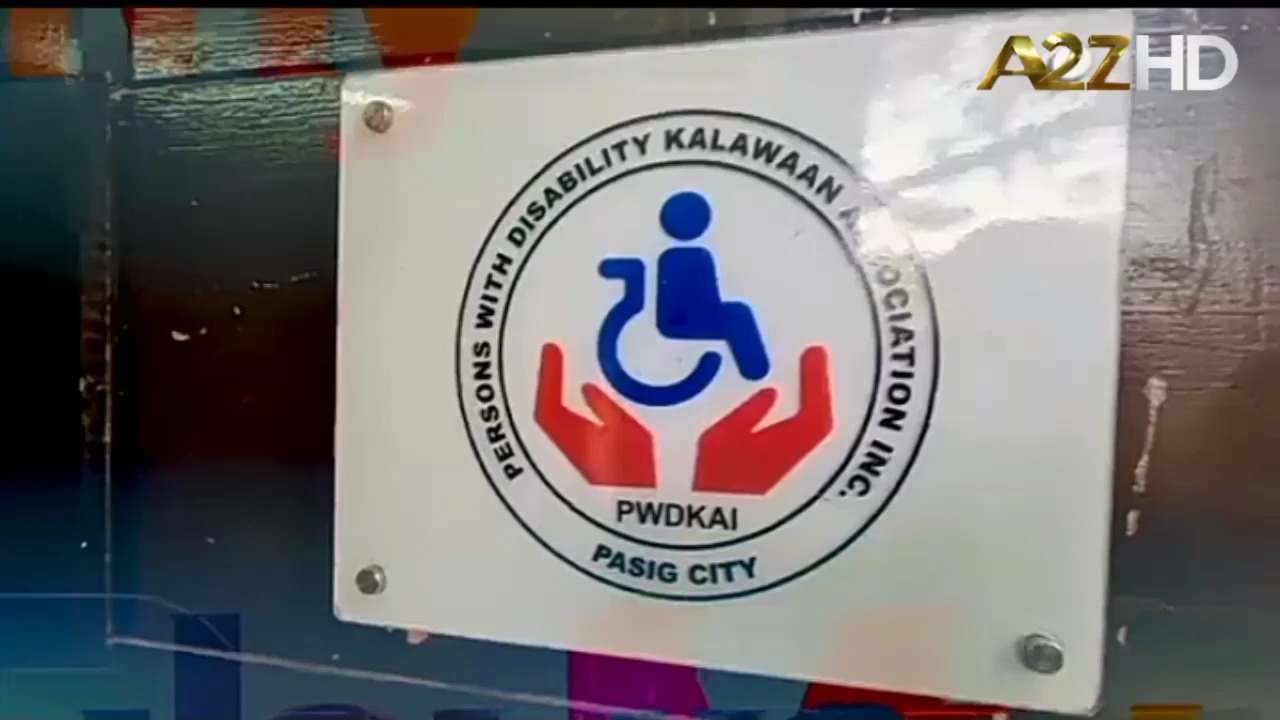 A2Z HD
PERSONS WITH DISABILITY KALAWAAN ASSOCIATION INC.
PWDKAI
PASIG CITY